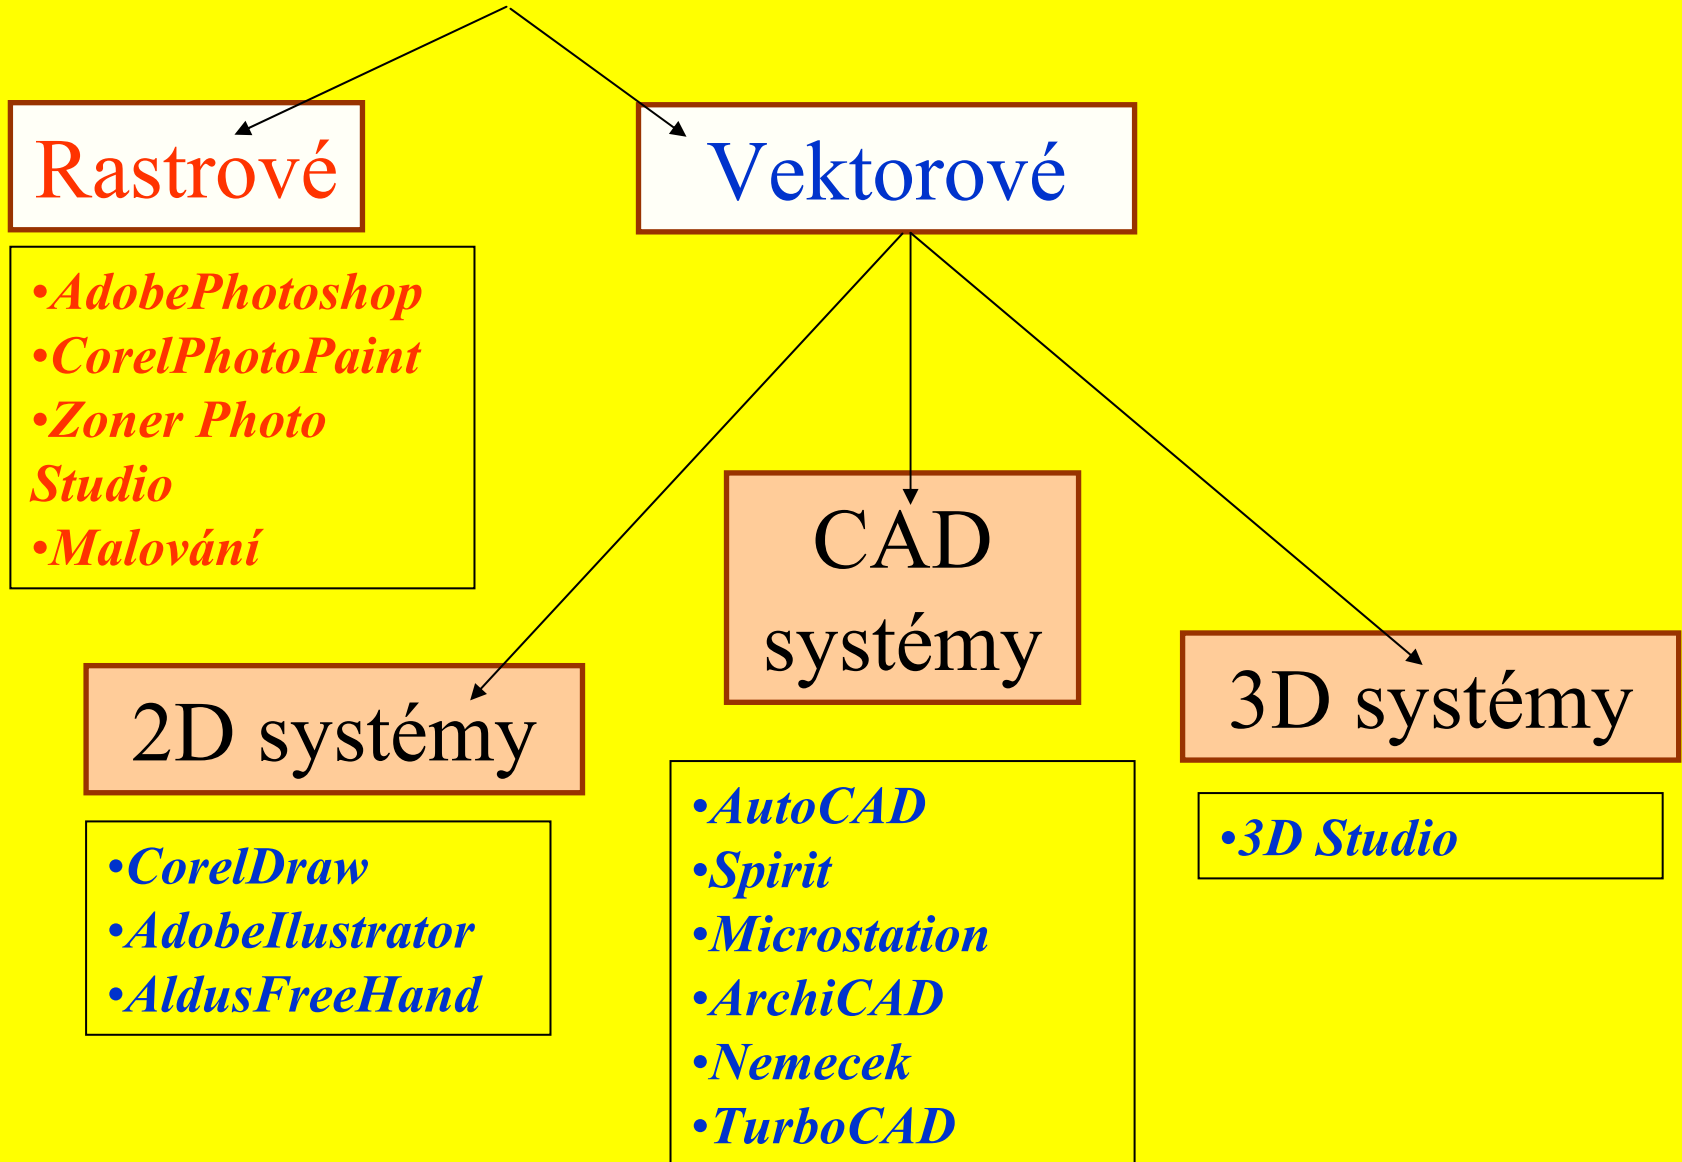 Rastrové
Vektorové
•AdobePhotoshop
•CorelPhotoPaint
•Zoner Photo
Studio
•Malování
CAD
systémy
2D systémy
3D systémy
•CorelDraw
•AdobeIlustrator
•AldusFreeHand
•AutoCAD
•Spirit
•Microstation
•ArchiCAD
•Nemecek
•TurboCAD
•3D Studio